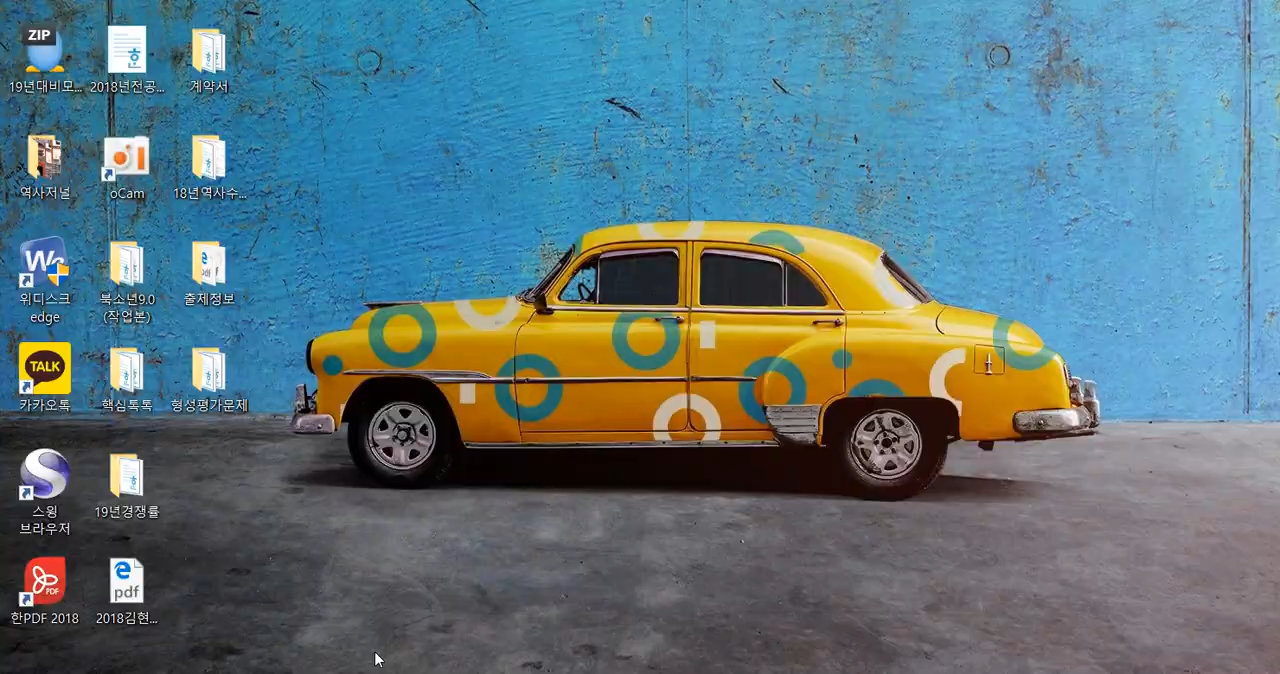 ZIP
19년대비모...
한
2018년전공...
계약서
역사저널
oCam
18년역사수...
W
위디스크
edge
북소년9.0
(작업본)
출제정보
TALK
카카오톡
핵심톡톡
형성평가문제
스윙
브라우저
19년경쟁률
PDF
한PDF 2018
pdf
2018김현...